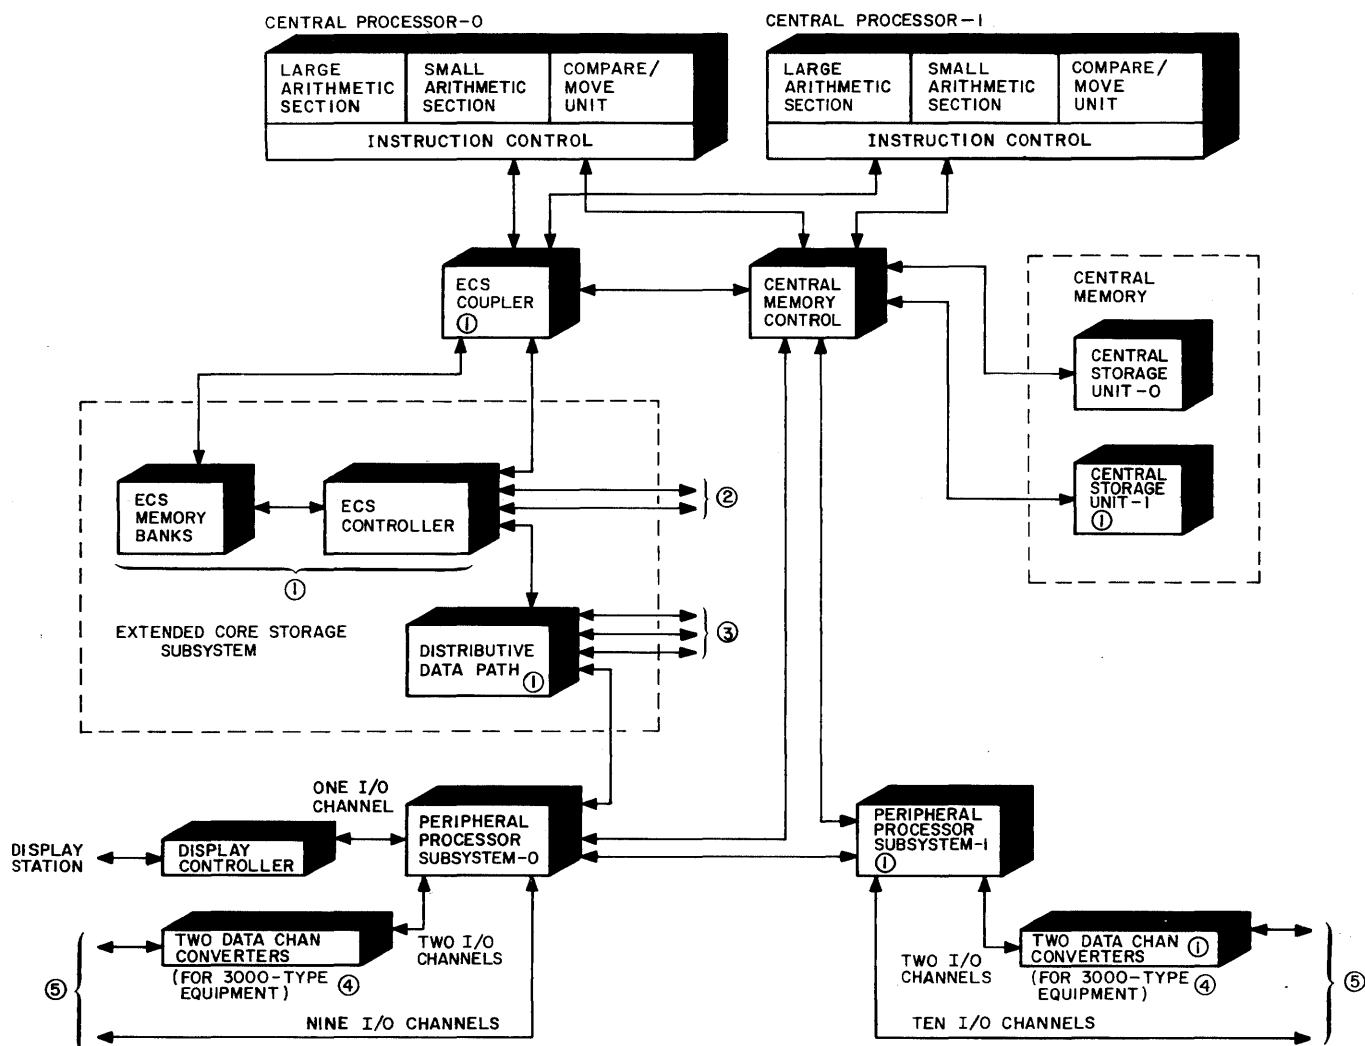 CENTRAL PROCESSOR-0
CENTRAL PROCESSOR-1
LARGE
ARITHMETIC
SECTION
SMALL
ARITHMETIC
SECTION
COMPARE/
MOVE
UNIT
INSTRUCTION CONTROL
LARGE
ARITHMETIC
SECTION
SMALL
ARITHMETIC
SECTION
COMPARE/
MOVE
UNIT
INSTRUCTION CONTROL
ECS
COUPLER
①
CENTRAL
MEMORY
CONTROL
CENTRAL
MEMORY
CENTRAL
STORAGE
UNIT-0
CENTRAL
STORAGE
UNIT-1
①
ECS
MEMORY
BANKS
ECS
CONTROLLER
②
①
EXTENDED CORE STORAGE
SUBSYSTEM
DISTRIBUTIVE
DATA PATH ①
③
ONE I/O
CHANNEL
DISPLAY
STATION
DISPLAY
CONTROLLER
PERIPHERAL
PROCESSOR
SUBSYSTEM-0
PERIPHERAL
PROCESSOR
SUBSYSTEM-1
①
TWO DATA CHAN
CONVERTERS
(FOR 3000-TYPE
EQUIPMENT) ④
TWO I/O
CHANNELS
⑤
NINE I/O CHANNELS
TWO I/O
CHANNELS
TWO DATA CHAN ①
CONVERTERS
(FOR 3000-TYPE
EQUIPMENT) ④
⑤
TEN I/O CHANNELS